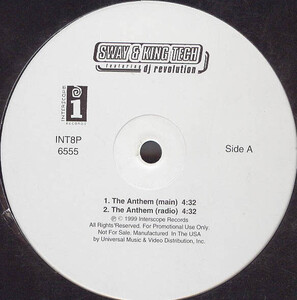 SWAY & KING TECH
featuring dj revolution
INTERSCOPE
RECORDS
INT8P
6555
Side A
1. The Anthem (main) 4:32
2. The Anthem (radio) 4:32
℗ © 1999 Interscope Records
All Rights Reserved. For Promotional Use Only.
Not For Sale. Manufactured In The USA
by Universal Music & Video Distribution, Inc.